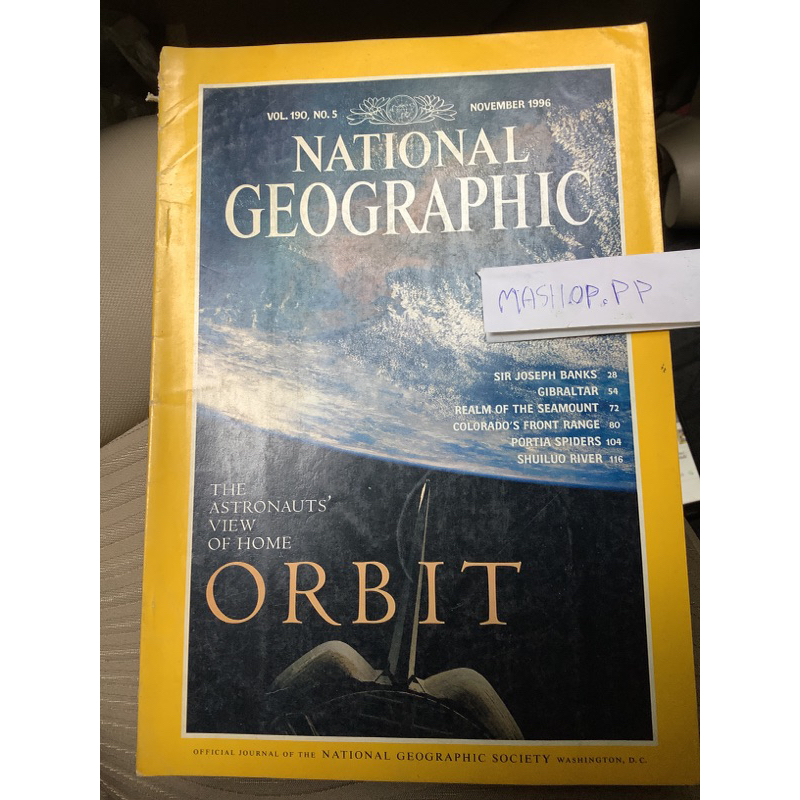 VOL. 190, NO. 5
NOVEMBER 1996
NATIONAL
GEOGRAPHIC
MASHOP.PP
SIR JOSEPH BANKS 28
GIBRALTAR 54
REALM OF THE SEAMOUNT 72
COLORADO'S FRONT RANGE 80
PORTIA SPIDERS 104
SHUILUO RIVER 116
THE
ASTRONAUTS'
VIEW
OF HOME
ORBIT
OFFICIAL JOURNAL OF THE NATIONAL GEOGRAPHIC SOCIETY WASHINGTON, D.C.